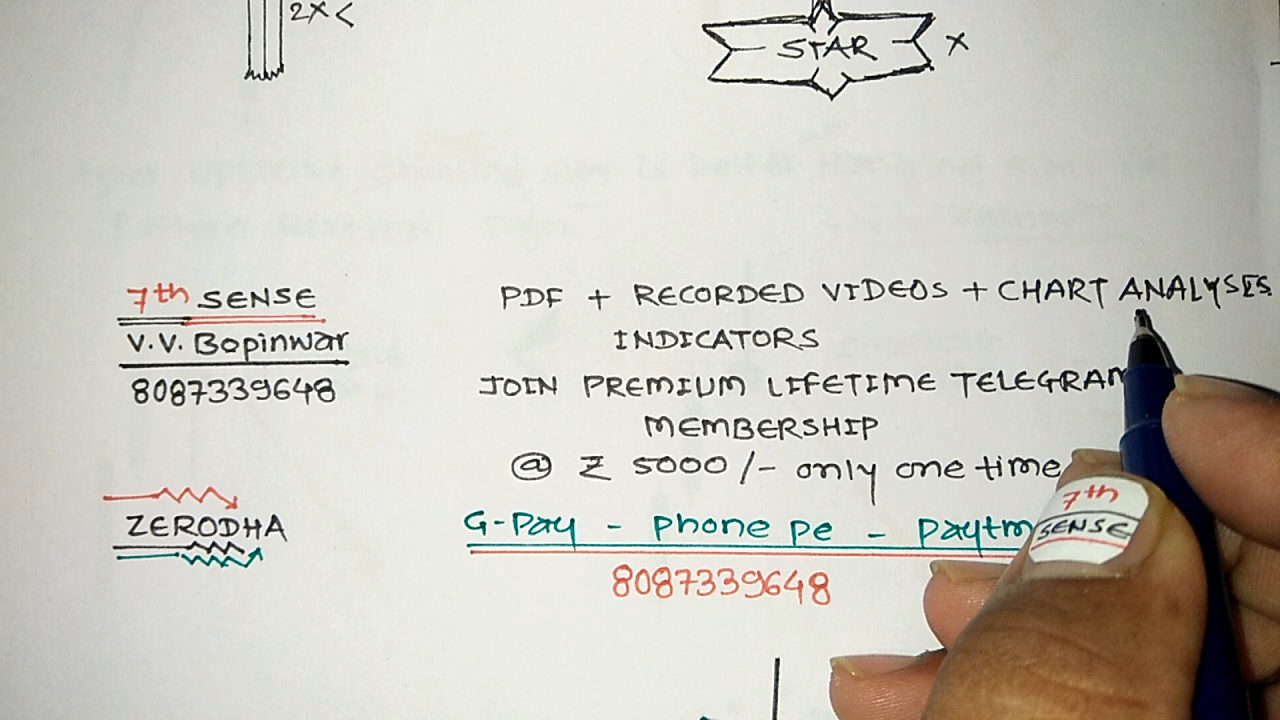 2X <
STAR X
7th SENSE
V.V. Bopinwar
8087339648
PDF + RECORDED VIDEOS + CHART ANALYSES
INDICATORS
JOIN PREMIUM LIFETIME TELEGRAM
MEMBERSHIP
@ ₹ 5000/- only one time
ZERODHA
G-Pay - Phone pe - Paytm
8087339648
7th
SENSE